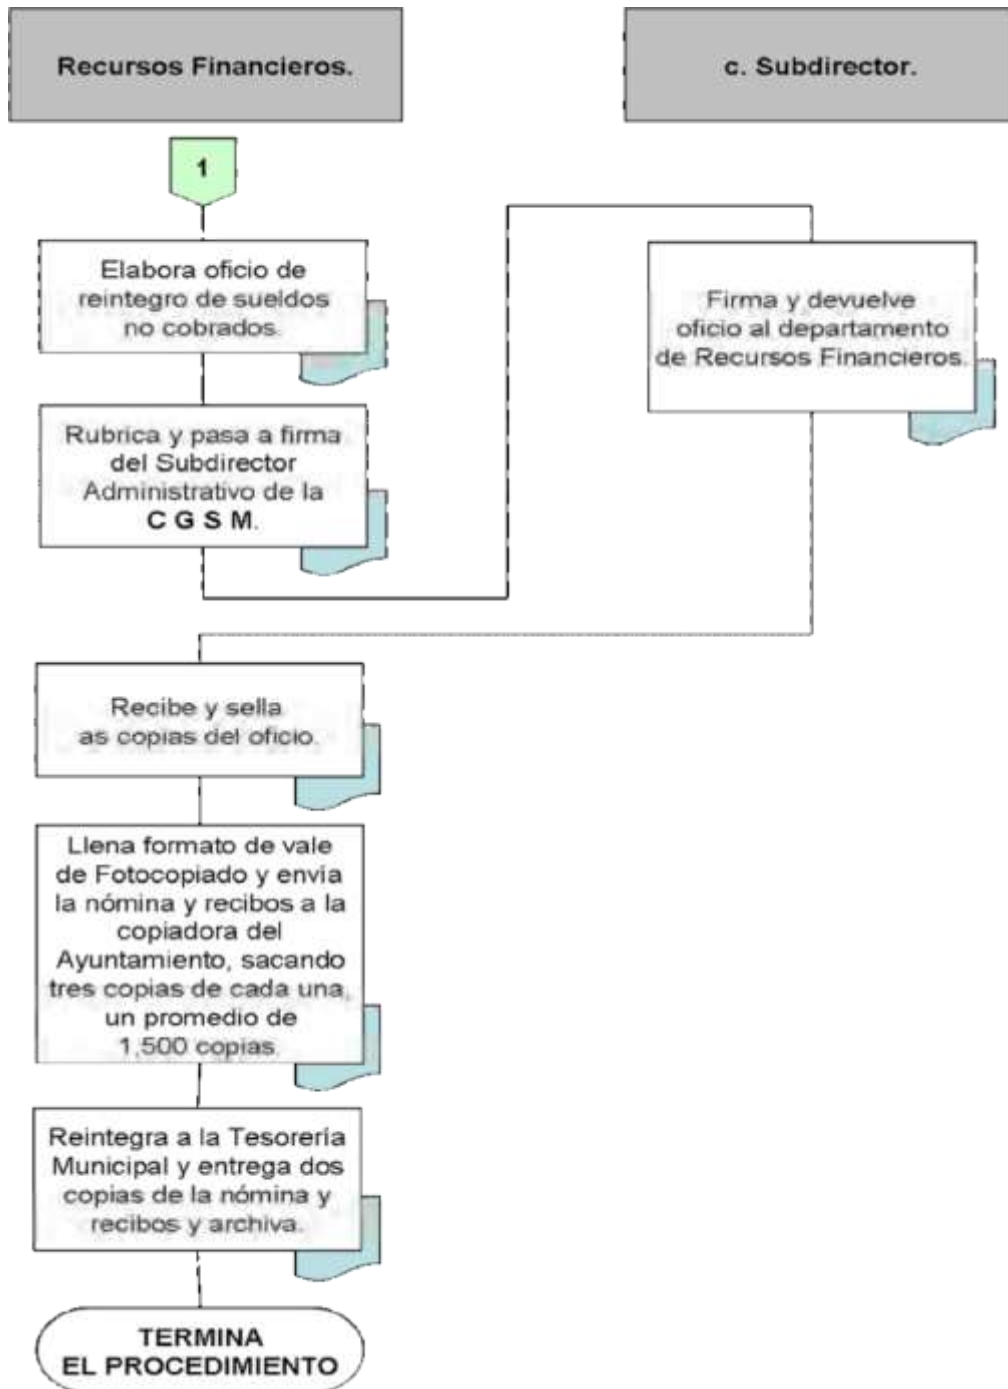 Recursos Financieros.
c. Subdirector.
1
Elabora oficio de
reintegro de sueldos
no cobrados.
Rubrica y pasa a firma
del Subdirector
Administrativo de la
C G S M.
Firma y devuelve
oficio al departamento
de Recursos Financieros.
Recibe y sella
as copias del oficio.
Llena formato de vale
de Fotocopiado y envía
la nómina y recibos a la
copiadora del
Ayuntamiento, sacando
tres copias de cada una,
un promedio de
1,500 copias.
Reintegra a la Tesorería
Municipal y entrega dos
copias de la nómina y
recibos y archiva.
TERMINA
EL PROCEDIMIENTO